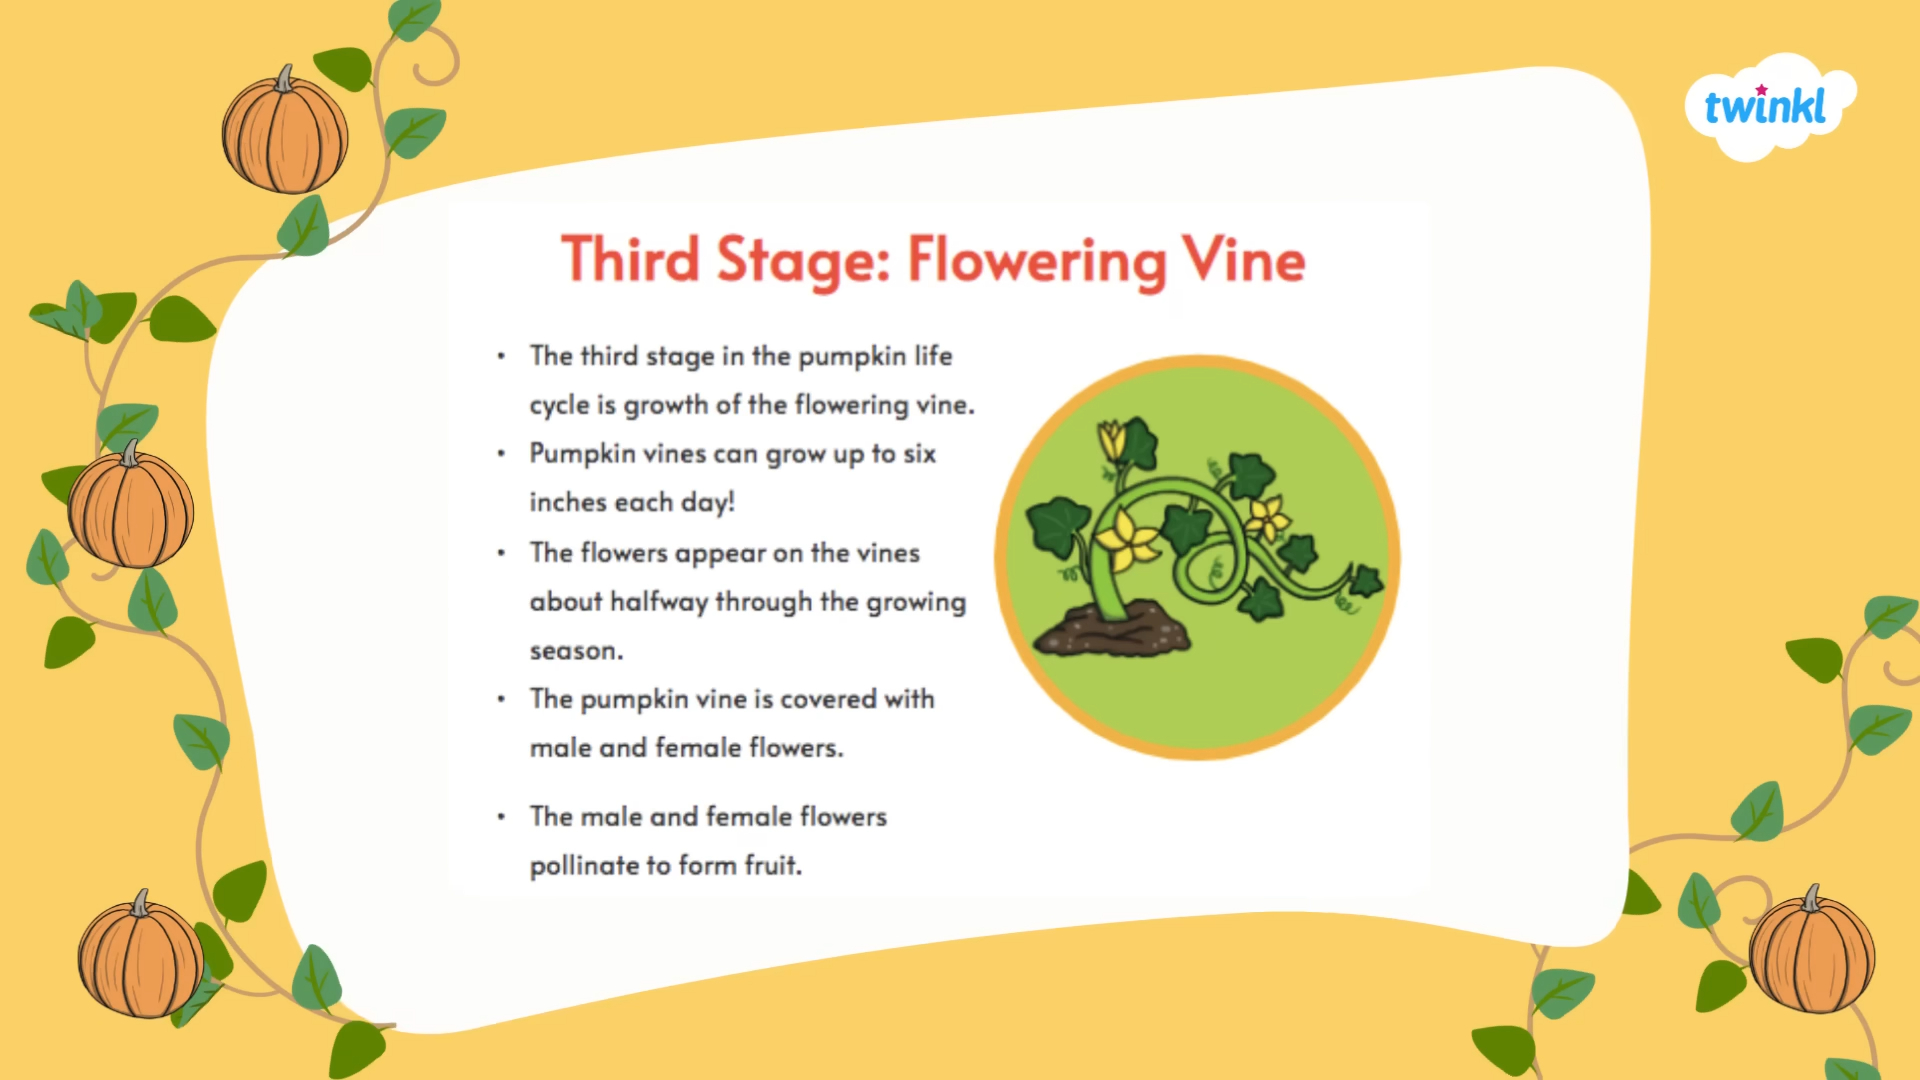 twinkl
Third Stage: Flowering Vine
• The third stage in the pumpkin life
cycle is growth of the flowering vine.
• Pumpkin vines can grow up to six
inches each day!
• The flowers appear on the vines
about halfway through the growing
season.
• The pumpkin vine is covered with
male and female flowers.
• The male and female flowers
pollinate to form fruit.